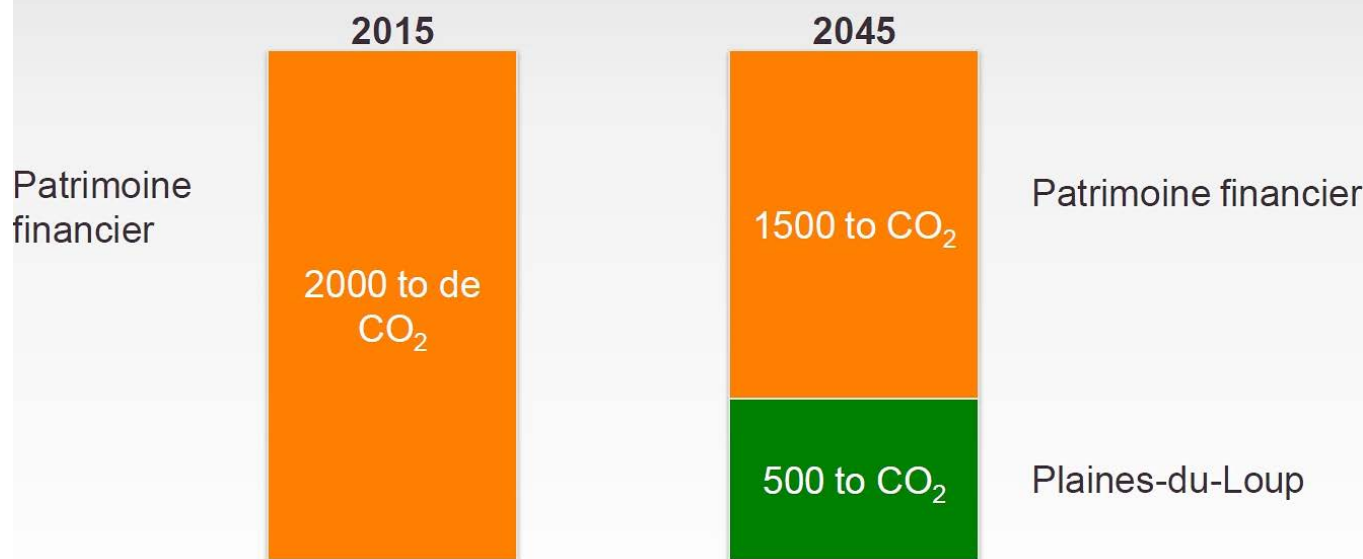 2015
2045
Patrimoine
financier
2000 to de
CO₂
1500 to CO₂
Patrimoine financier
500 to CO₂
Plaines-du-Loup